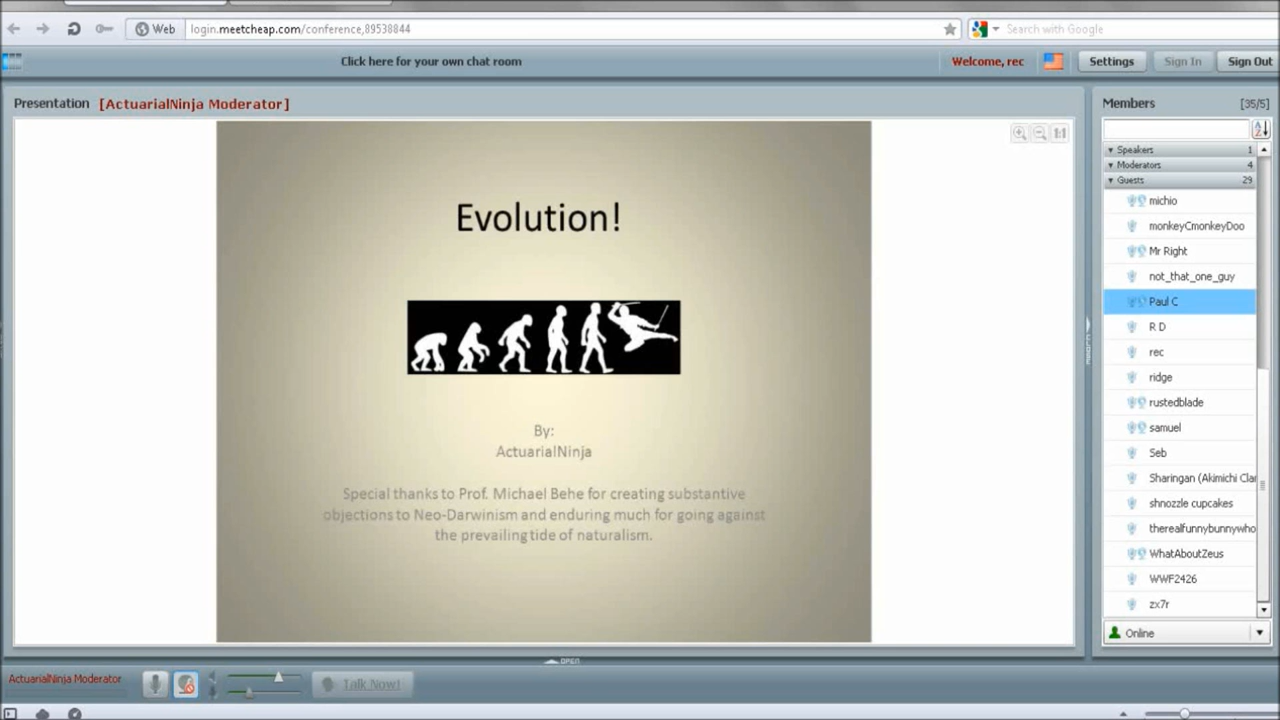 Web
login.meetcheap.com/conference,89538844
Search with Google
Click here for your own chat room
Welcome, rec
Settings
Sign In
Sign Out
Presentation [ActuarialNinja Moderator]
Members [35/5]
Speakers 1
Moderators 4
Guests 29
michio
monkeyCmonkeyDoo
Mr Right
not_that_one_guy
Paul C
R D
rec
ridge
rustedblade
samuel
Seb
Sharingan (Akimichi Clar
shnozzle cupcakes
therealfunnybunnywho
WhatAboutZeus
WWF2426
zx7r
Online
Evolution!
By:
ActuarialNinja
Special thanks to Prof. Michael Behe for creating substantive
objections to Neo-Darwinism and enduring much for going against
the prevailing tide of naturalism.
OPEN
ActuarialNinja Moderator
Talk Now!